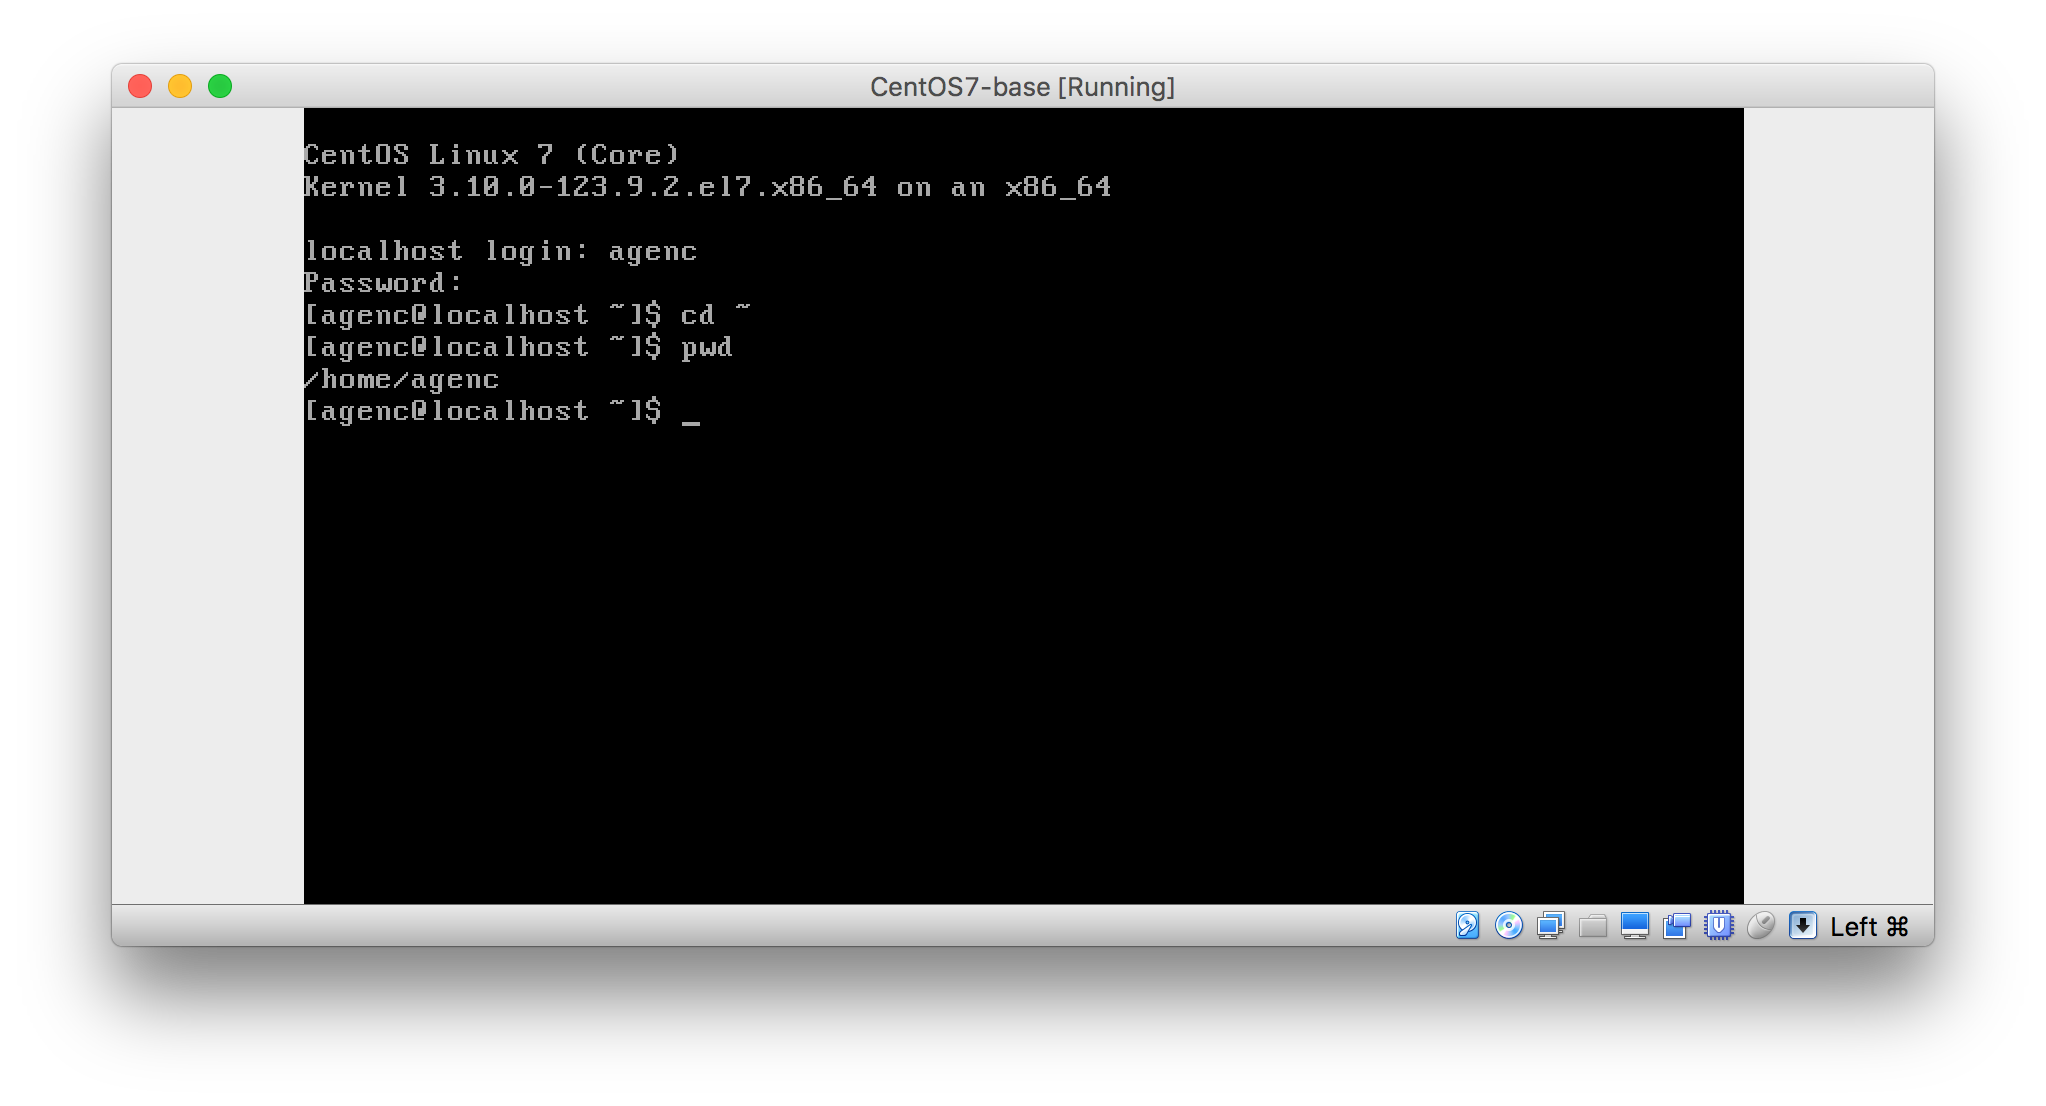 CentOS7-base [Running]
CentOS Linux 7 (Core)
Kernel 3.10.0-123.9.2.el7.x86_64 on an x86_64
localhost login: agenc
Password:
[agenc@localhost ~]$ cd ~
[agenc@localhost ~]$ pwd
/home/agenc
[agenc@localhost ~]$ _
Left ⌘